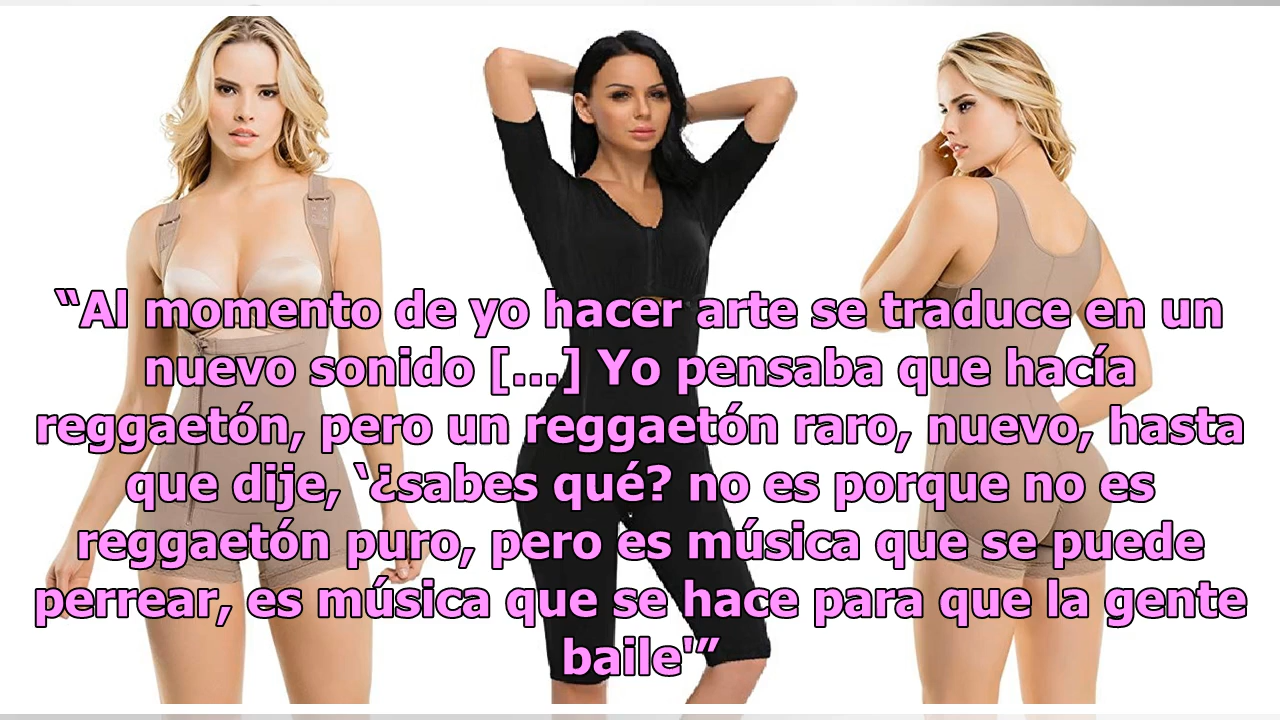 “Al momento de yo hacer arte se traduce en un
nuevo sonido [...] Yo pensaba que hacía
reggaetón, pero un reggaetón raro, nuevo, hasta
que dije, ‘¿sabes qué? no es porque no es
reggaetón puro, pero es música que se puede
perrear, es música que se hace para que la gente
baile'”